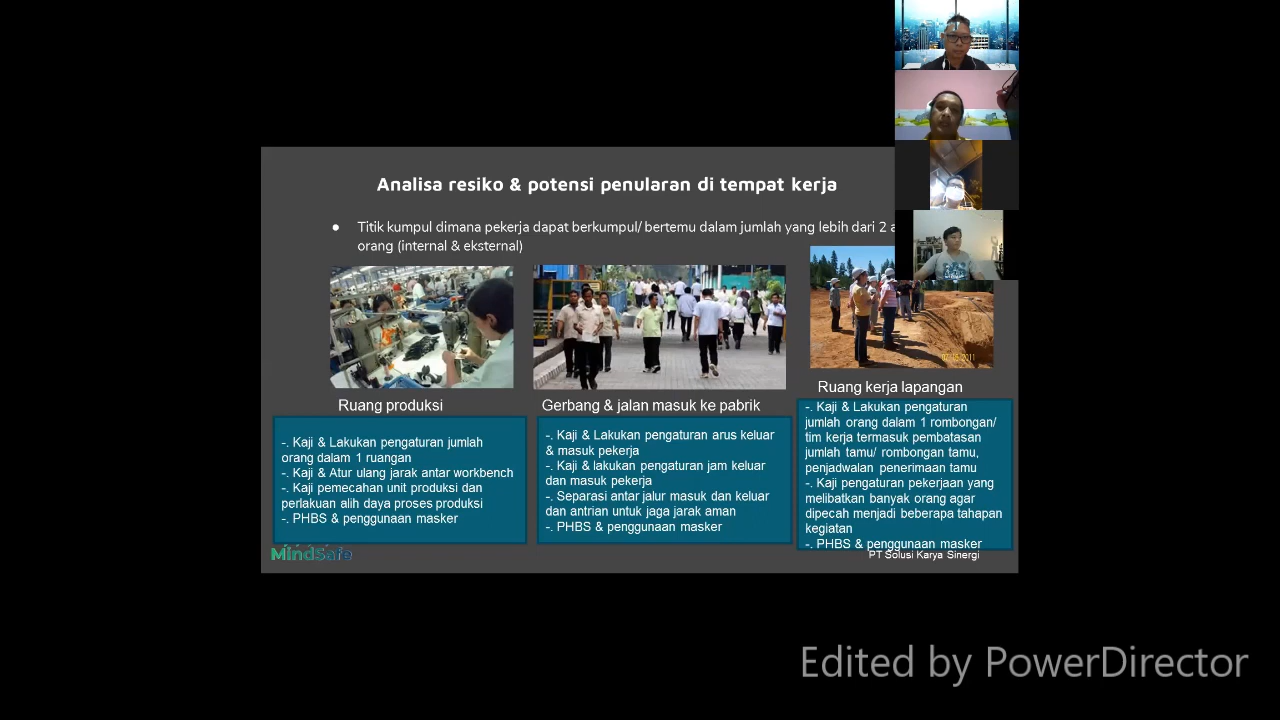 Analisa resiko & potensi penularan di tempat kerja
● Titik kumpul dimana pekerja dapat berkumpul/ bertemu dalam jumlah yang lebih dari 2
orang (internal & eksternal)
07/15/2011
Ruang produksi
-. Kaji & Lakukan pengaturan jumlah
orang dalam 1 ruangan
-. Kaji & Atur ulang jarak antar workbench
-. Kaji pemecahan unit produksi dan
perlakuan alih daya proses produksi
-. PHBS & penggunaan masker
Gerbang & jalan masuk ke pabrik
-. Kaji & Lakukan pengaturan arus keluar
& masuk pekerja
-. Kaji & lakukan pengaturan jam keluar
dan masuk pekerja
-. Separasi antar jalur masuk dan keluar
dan antrian untuk jaga jarak aman
-. PHBS & penggunaan masker
Ruang kerja lapangan
-. Kaji & Lakukan pengaturan
jumlah orang dalam 1 rombongan/
tim kerja termasuk pembatasan
jumlah tamu/ rombongan tamu,
penjadwalan penerimaan tamu
-. Kaji pengaturan pekerjaan yang
melibatkan banyak orang agar
dipecah menjadi beberapa tahapan
kegiatan
-. PHBS & penggunaan masker
MindSafe
PT Solusi Karya Sinergi
Edited by PowerDirector